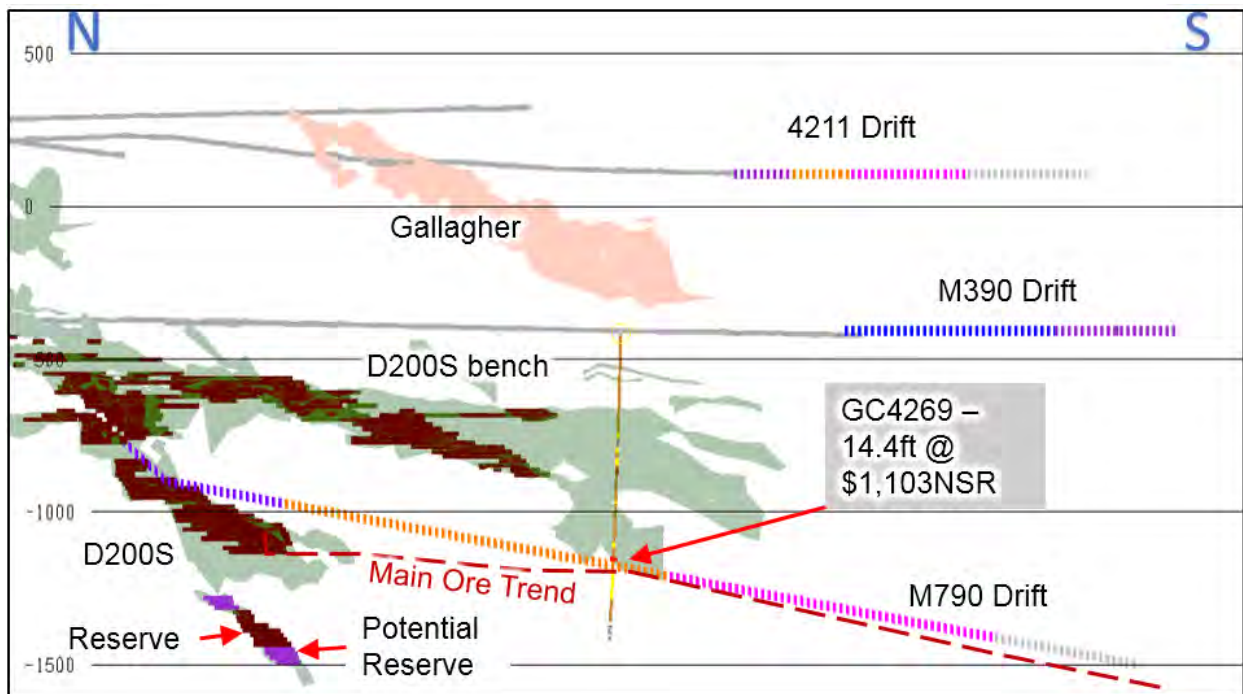 N
S
500
4211 Drift
0
Gallagher
M390 Drift
-500
D200S bench
GC4269 –
14.4ft @
$1,103NSR
-1000
D200S
Main Ore Trend
M790 Drift
Reserve
Potential
Reserve
-1500